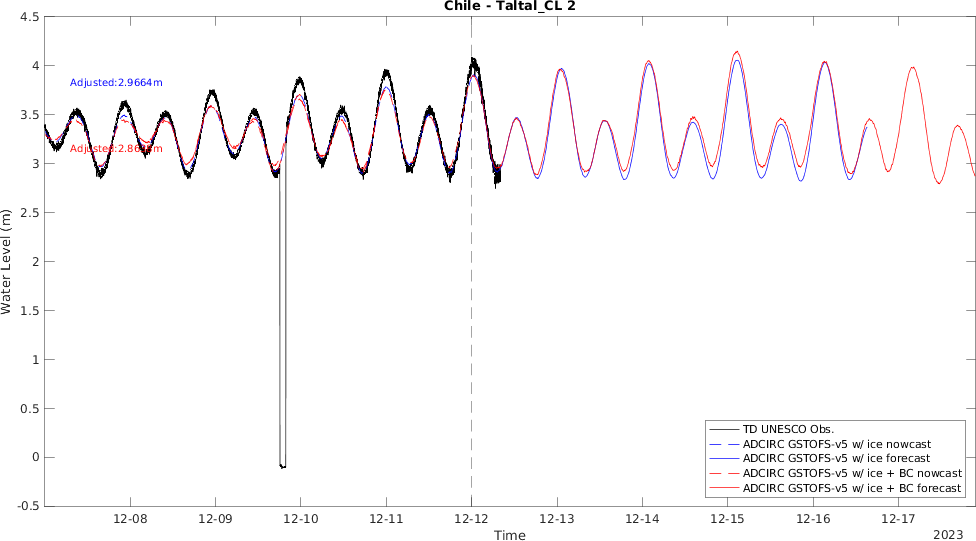 Chile - Taltal_CL 2
4.5
4
3.5
3
2.5
2
1.5
1
0.5
0
-0.5
Water Level (m)
Adjusted:2.9664m
TD UNESCO Obs.
ADCIRC GSTOFS-v5 w/ ice nowcast
ADCIRC GSTOFS-v5 w/ ice forecast
ADCIRC GSTOFS-v5 w/ ice + BC nowcast
ADCIRC GSTOFS-v5 w/ ice + BC forecast
12-08
12-09
12-10
12-11
12-12
12-13
12-14
12-15
12-16
12-17
Time
2023